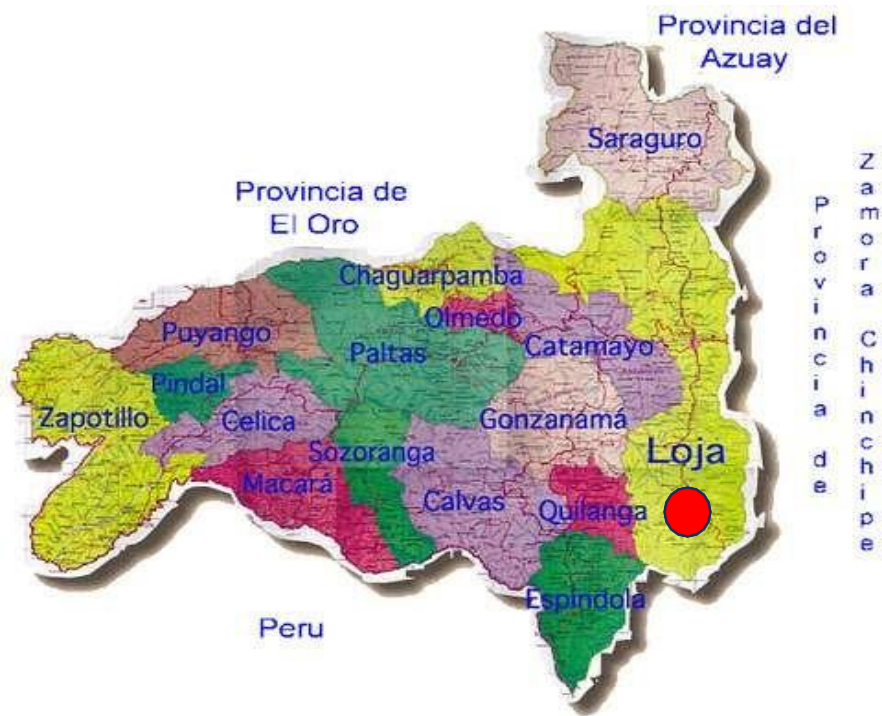 Provincia del
Azuay
Saraguro
Provincia de
El Oro
Chaguarpamba
Olmedo
Puyango
Paltas
Catamayo
Pindal
Zapotillo
Celica
Gonzanamá
Sozoranga
Loja
Macará
Calvas
Quilanga
Espindola
Peru
Provincia de
Zamora Chinchipe